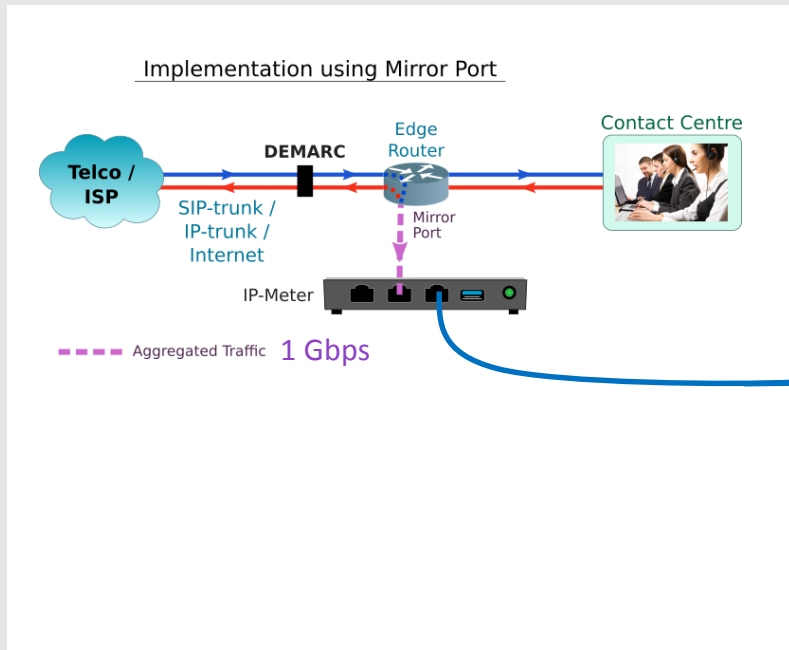 Implementation using Mirror Port
Telco /
ISP
DEMARC
Edge
Router
Contact Centre
SIP-trunk /
IP-trunk /
Internet
Mirror
Port
IP-Meter
Aggregated Traffic 1 Gbps